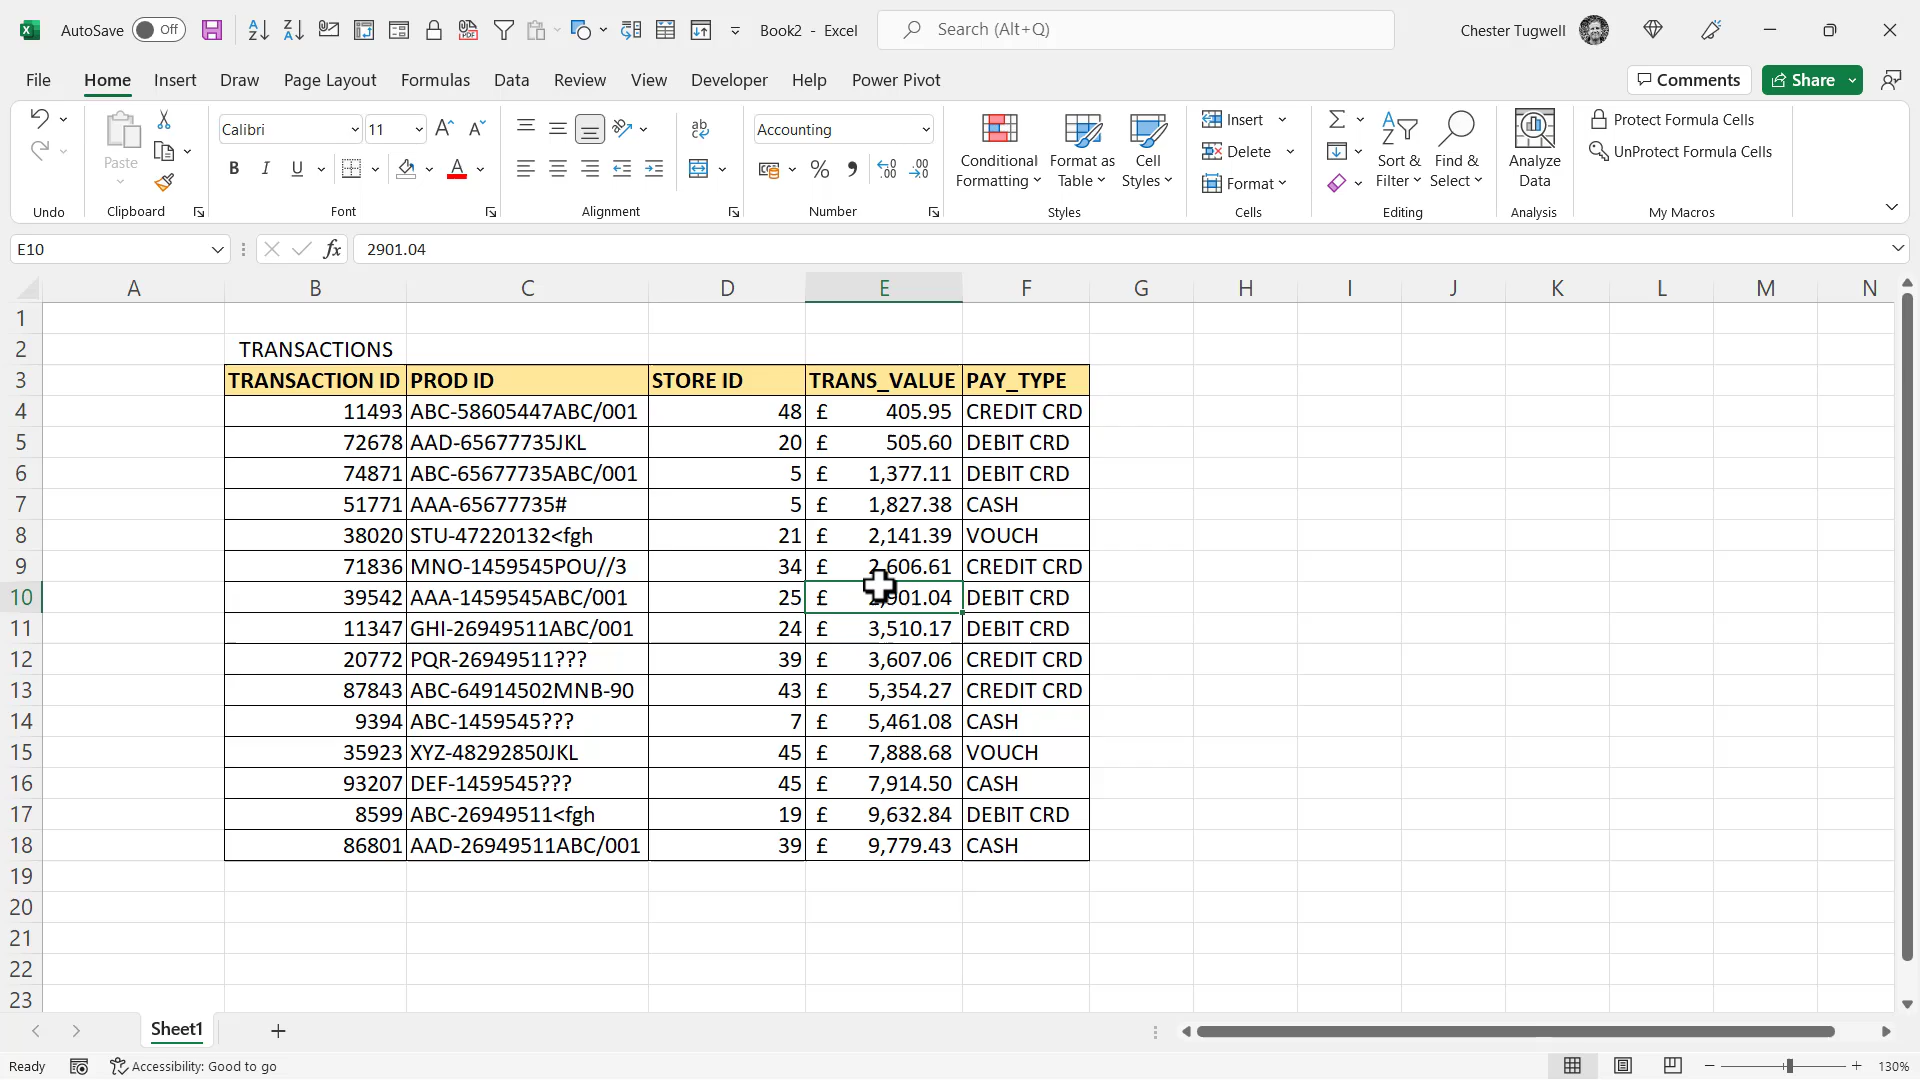 AutoSave Off Book2 - Excel Search (Alt+Q) Chester Tugwell
File Home Insert Draw Page Layout Formulas Data Review View Developer Help Power Pivot Comments Share
Paste Calibri 11 Accounting Conditional Formatting Format as Table Cell Styles Insert Delete Format Sort & Filter Find & Select Analyze Data Protect Formula Cells UnProtect Formula Cells
Undo Clipboard Font Alignment Number Styles Cells Editing Analysis My Macros
E10 fx 2901.04
A B C D E F G H I J K L M N
1
2 TRANSACTIONS
3 TRANSACTION ID PROD ID STORE ID TRANS_VALUE PAY_TYPE
4 11493 ABC-58605447ABC/001 48 £ 405.95 CREDIT CRD
5 72678 AAD-65677735JKL 20 £ 505.60 DEBIT CRD
6 74871 ABC-65677735ABC/001 5 £ 1,377.11 DEBIT CRD
7 51771 AAA-65677735# 5 £ 1,827.38 CASH
8 38020 STU-47220132<fgh 21 £ 2,141.39 VOUCH
9 71836 MNO-1459545POU//3 34 £ 2,606.61 CREDIT CRD
10 39542 AAA-1459545ABC/001 25 £ 2,901.04 DEBIT CRD
11 11347 GHI-26949511ABC/001 24 £ 3,510.17 DEBIT CRD
12 20772 PQR-26949511??? 39 £ 3,607.06 CREDIT CRD
13 87843 ABC-64914502MNB-90 43 £ 5,354.27 CREDIT CRD
14 9394 ABC-1459545??? 7 £ 5,461.08 CASH
15 35923 XYZ-48292850JKL 45 £ 7,888.68 VOUCH
16 93207 DEF-1459545??? 45 £ 7,914.50 CASH
17 8599 ABC-26949511<fgh 19 £ 9,632.84 DEBIT CRD
18 86801 AAD-26949511ABC/001 39 £ 9,779.43 CASH
19
20
21
22
23
Sheet1
Ready Accessibility: Good to go 130%